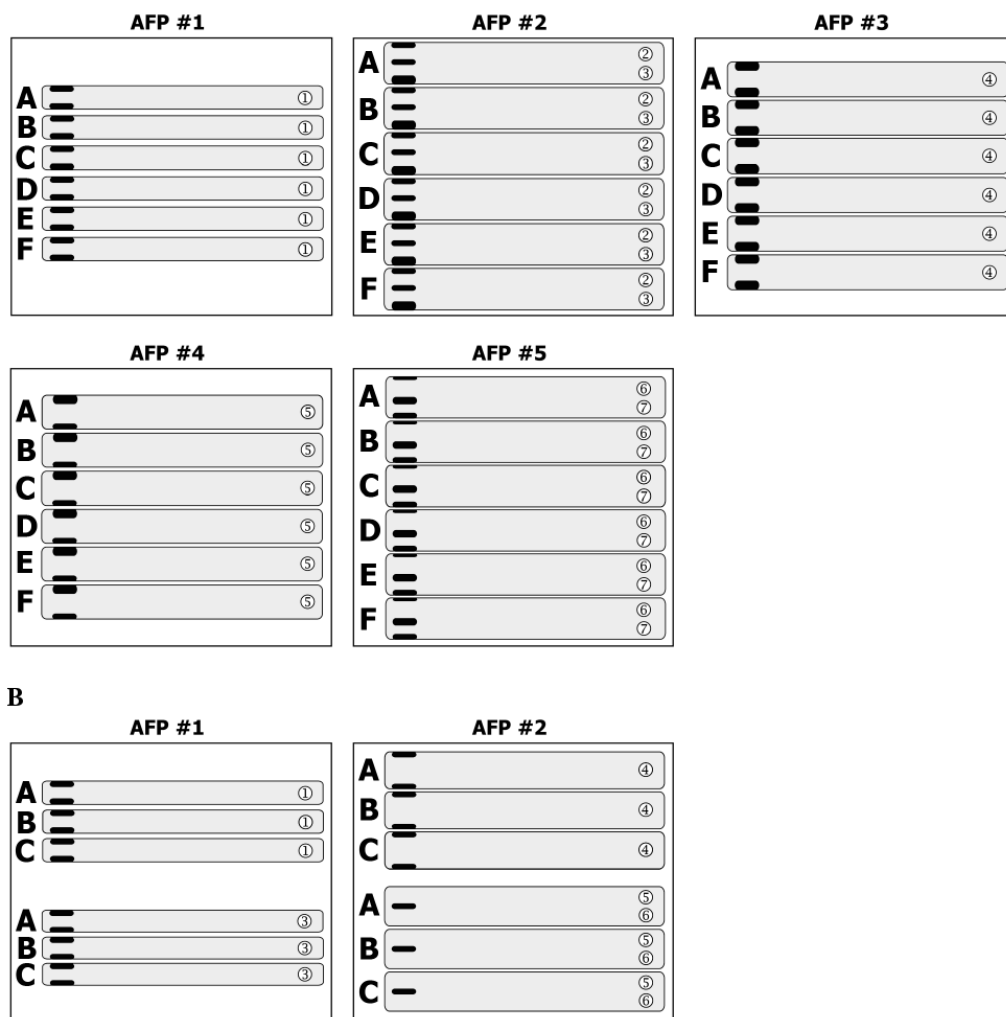 AFP #1
A ①
B ①
C ①
D ①
E ①
F ①
AFP #2
A ② ③
B ② ③
C ② ③
D ② ③
E ② ③
F ② ③
AFP #3
A ④
B ④
C ④
D ④
E ④
F ④
AFP #4
A ⑤
B ⑤
C ⑤
D ⑤
E ⑤
F ⑤
AFP #5
A ⑥ ⑦
B ⑥ ⑦
C ⑥ ⑦
D ⑥ ⑦
E ⑥ ⑦
F ⑥ ⑦
B
AFP #1
A ①
B ①
C ①
A ③
B ③
C ③
AFP #2
A ④
B ④
C ④
A ⑤ ⑥
B ⑤ ⑥
C ⑤ ⑥